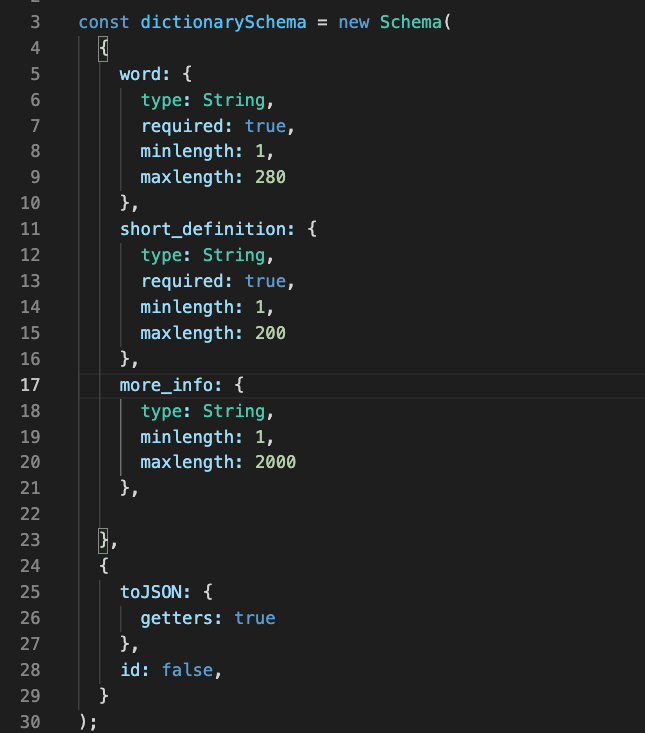 3 const dictionarySchema = new Schema(
4 {
5 word: {
6 type: String,
7 required: true,
8 minlength: 1,
9 maxlength: 280
10 },
11 short_definition: {
12 type: String,
13 required: true,
14 minlength: 1,
15 maxlength: 200
16 },
17 more_info: {
18 type: String,
19 minlength: 1,
20 maxlength: 2000
21 },
22
23 },
24 {
25 toJSON: {
26 getters: true
27 },
28 id: false,
29 }
30 );